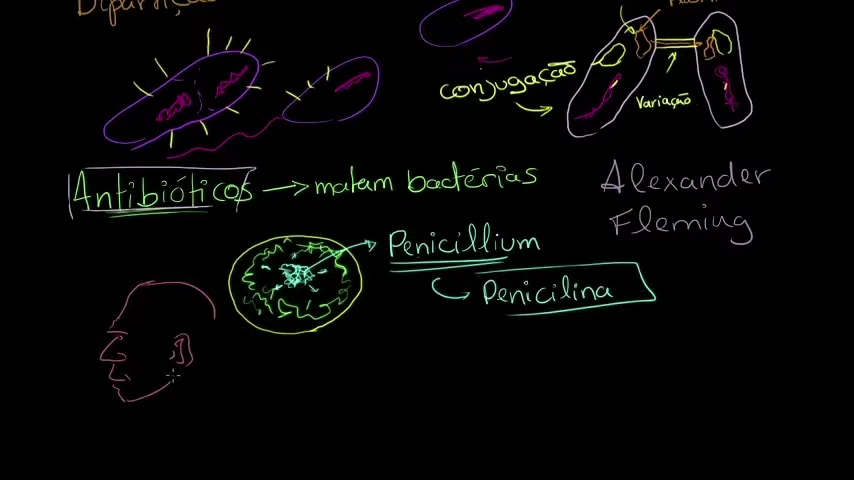 conjugação
Variação
Antibióticos → matam bactérias
Alexander
Fleming
Penicillium
Penicilina